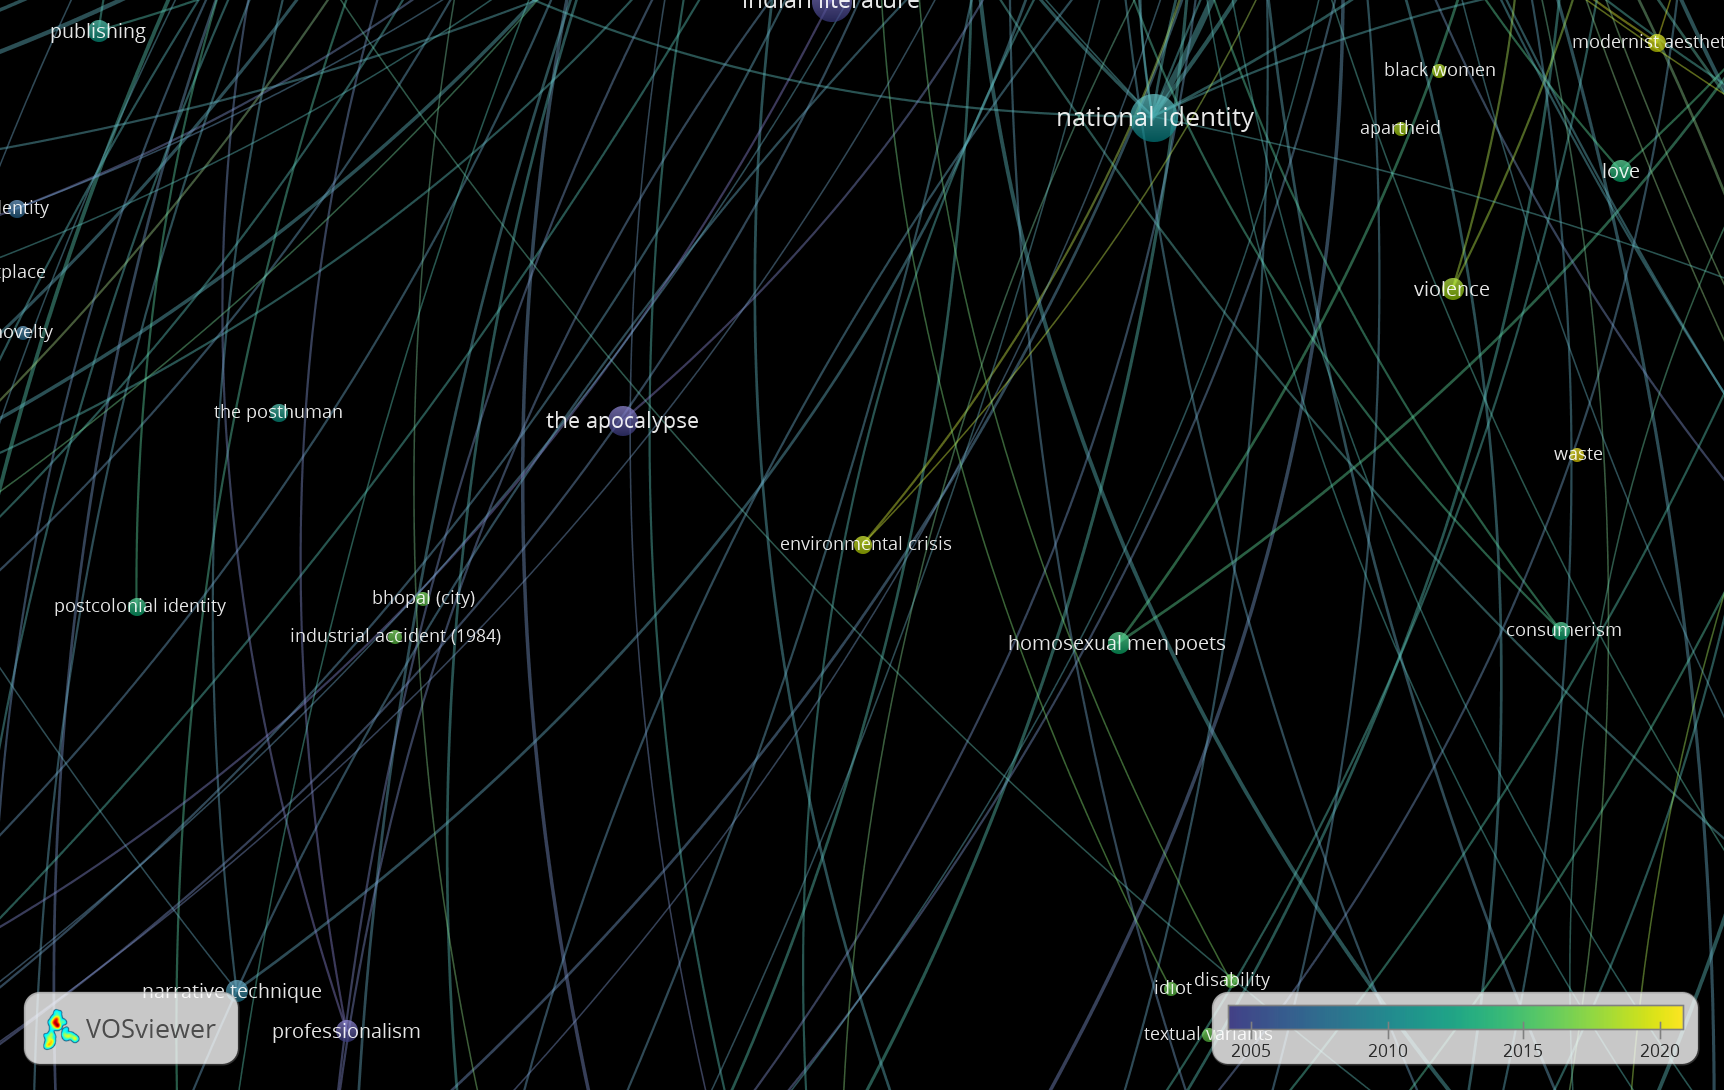 indian literature
publishing
modernist aesthet
black women
national identity
apartheid
love
entity
place
violence
novelty
the posthuman
the apocalypse
waste
environmental crisis
bhopal (city)
postcolonial identity
consumerism
industrial accident (1984)
homosexual men poets
disability
idiot
narrative technique
VOSviewer
professionalism
textual variants
2005
2010
2015
2020